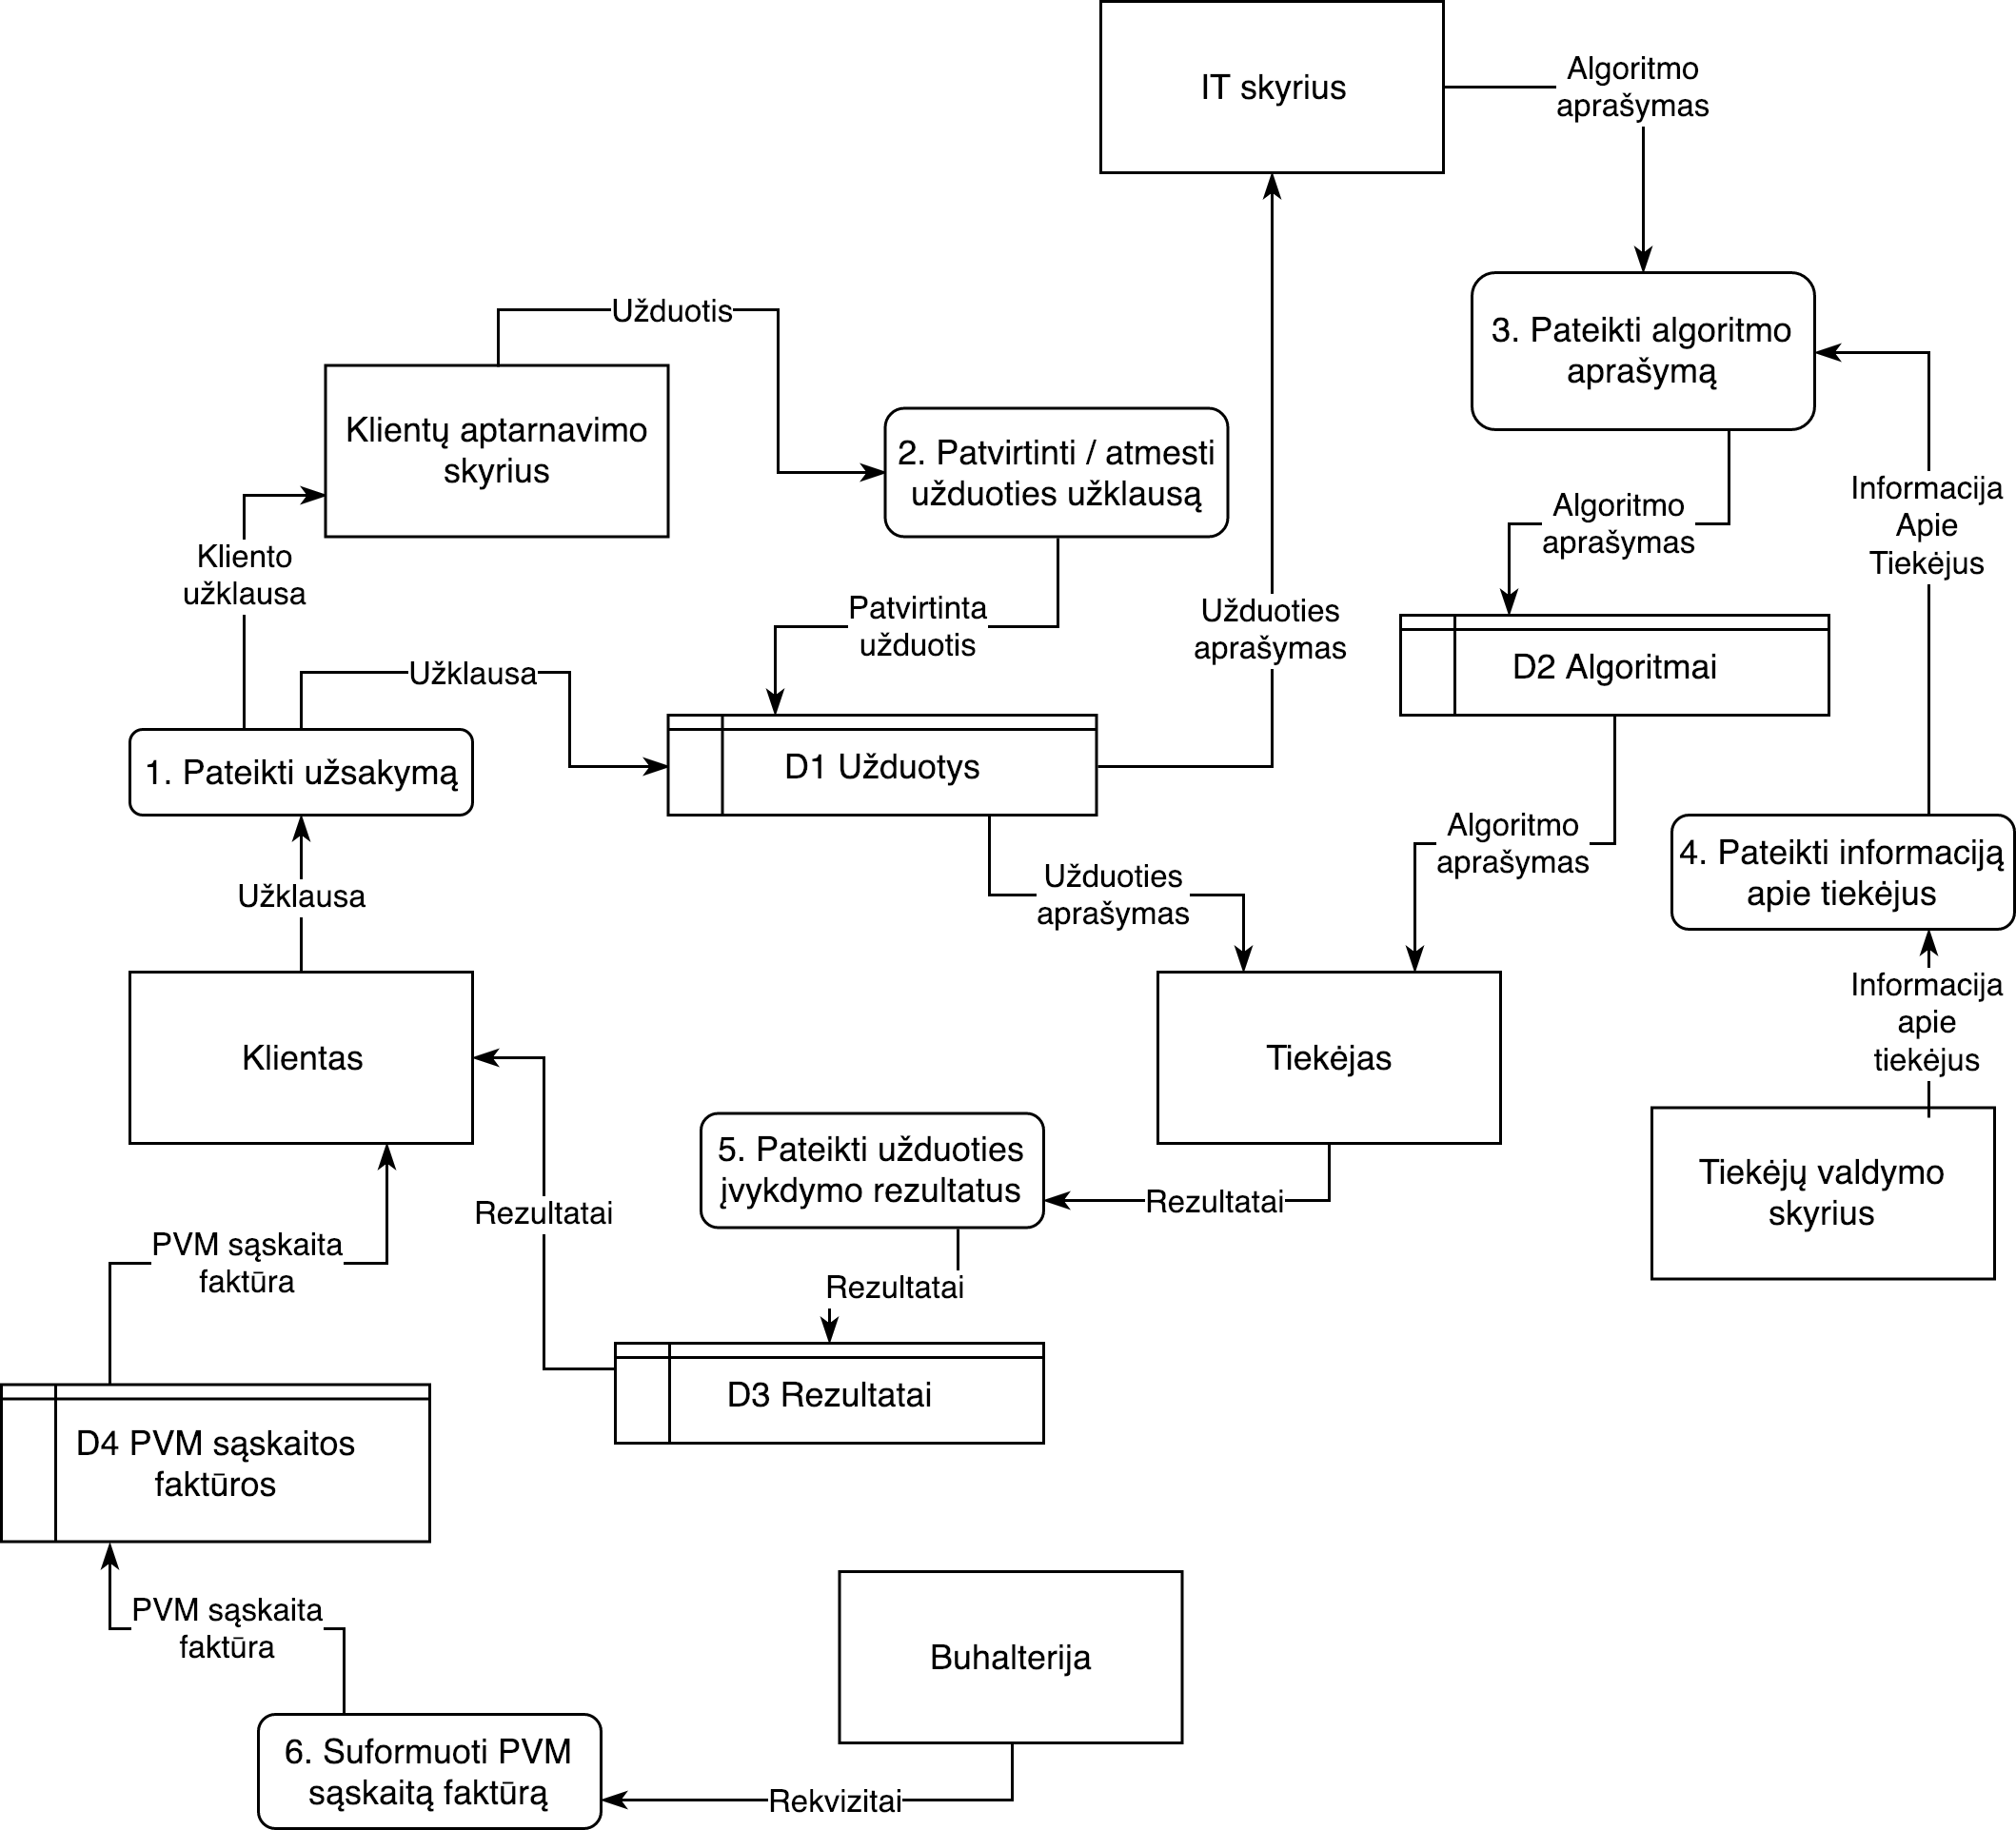 IT skyrius
Algoritmo
aprašymas
Užduotis
3. Pateikti algoritmo
aprašymą
Klientų aptarnavimo
skyrius
2. Patvirtinti / atmesti
užduoties užklausą
Informacija
Apie
Tiekėjus
Algoritmo
aprašymas
Kliento
užklausa
Patvirtinta
užduotis
Užduoties
aprašymas
Užklausa
D2 Algoritmai
1. Pateikti užsakymą
D1 Užduotys
Algoritmo
aprašymas
4. Pateikti informaciją
apie tiekėjus
Užklausa
Užduoties
aprašymas
Informacija
apie
tiekėjus
Klientas
Tiekėjas
5. Pateikti užduoties
įvykdymo rezultatus
Rezultatai
Rezultatai
Tiekėjų valdymo
skyrius
PVM sąskaita
faktūra
Rezultatai
D3 Rezultatai
D4 PVM sąskaitos
faktūros
PVM sąskaita
faktūra
Buhalterija
6. Suformuoti PVM
sąskaitą faktūrą
Rekvizitai